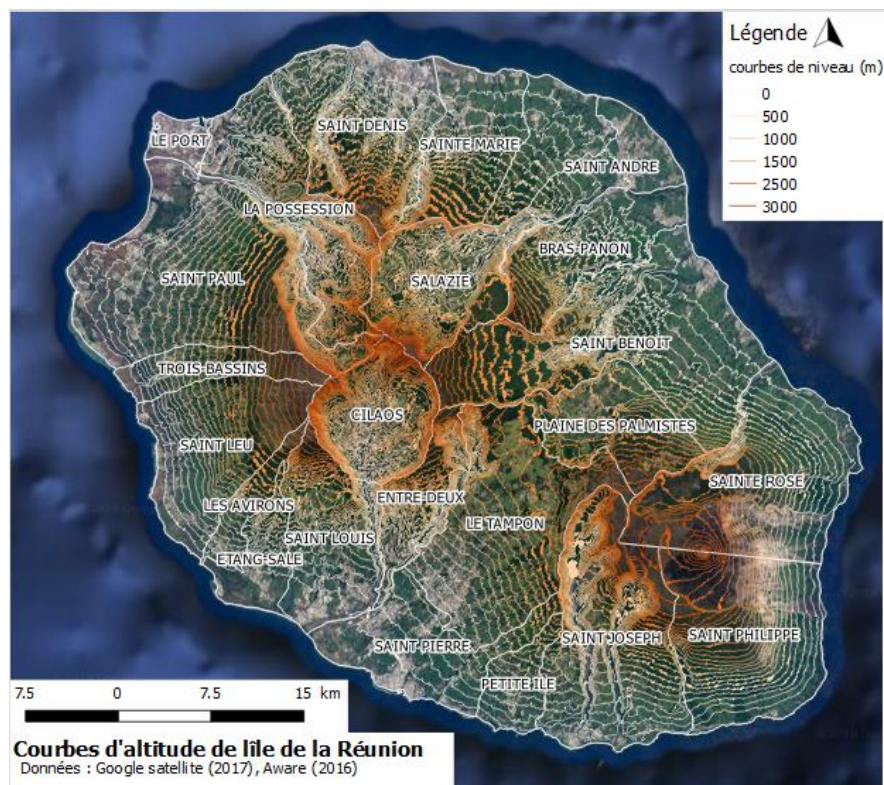 Légende
courbes de niveau (m)
0
500
1000
1500
2500
3000
SAINT DENIS
LE PORT
SAINTE MARIE
SAINT ANDRE
LA POSSESSION
BRAS-PANON
SAINT PAUL
SALAZIE
SAINT BENOIT
TROIS-BASSINS
CILAOS
PLAINE DES PALMISTES
SAINT LEU
SAINTE ROSE
LES AVIRONS
ENTRE-DEUX
LE TAMPON
SAINT LOUIS
ETANG-SALE
SAINT JOSEPH
SAINT PHILIPPE
SAINT-PIERRE
PETITE ILE
7.5 0 7.5 15 km
Courbes d'altitude de l'île de la Réunion
Données : Google satellite (2017), Aware (2016)